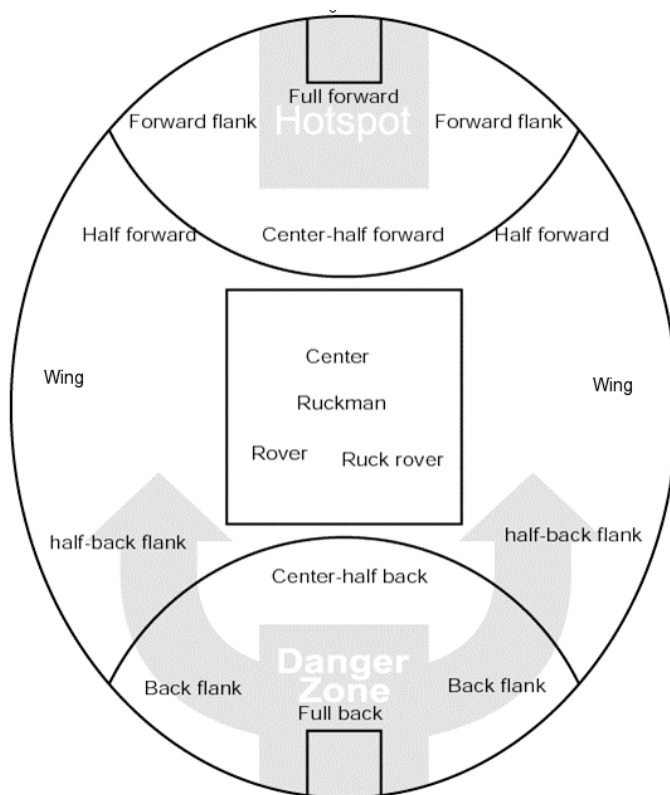 Full forward
Hotspot
Forward flank
Forward flank
Half forward
Center-half forward
Half forward
Center
Wing
Wing
Ruckman
Rover
Ruck rover
half-back flank
half-back flank
Center-half back
Danger
Zone
Back flank
Back flank
Full back